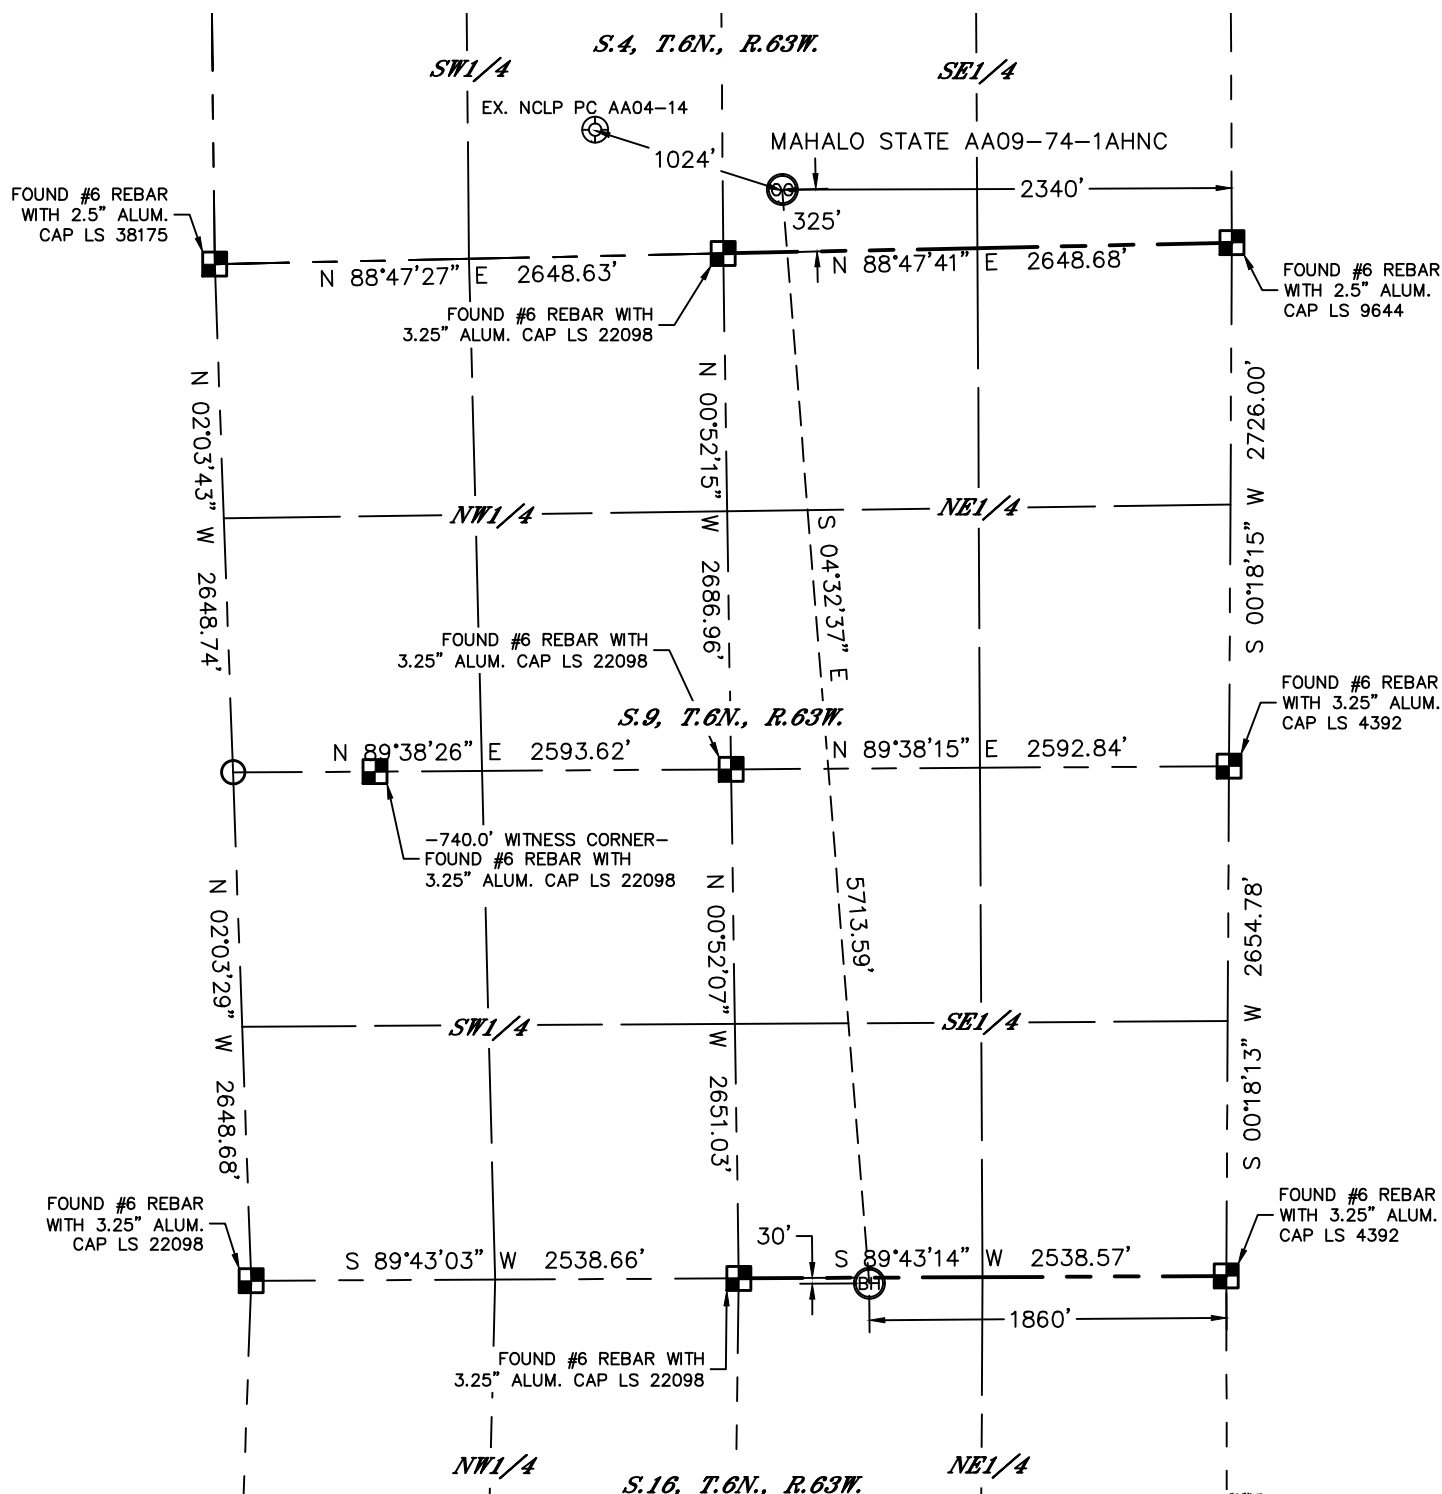 S.4, T.6N., R.63W.
SW1/4
SE1/4
EX. NCLP PC AA04-14
1024'
MAHALO STATE AA09-74-1AHNC
2340'
325'
FOUND #6 REBAR
WITH 2.5" ALUM.
CAP LS 38175
N 88°47'27" E 2648.63'
N 88°47'41" E 2648.68'
FOUND #6 REBAR
WITH 2.5" ALUM.
CAP LS 9644
FOUND #6 REBAR WITH
3.25" ALUM. CAP LS 22098
N 02°03'43" W 2648.74'
N 00°52'15" W 2686.96'
S 00°18'15" W 2726.00'
NW1/4
NE1/4
S 04°32'37" E
5713.59'
FOUND #6 REBAR WITH
3.25" ALUM. CAP LS 22098
S.9, T.6N., R.63W.
FOUND #6 REBAR
WITH 3.25" ALUM.
CAP LS 4392
N 89°38'26" E 2593.62'
N 89°38'15" E 2592.84'
-740.0' WITNESS CORNER-
FOUND #6 REBAR WITH
3.25" ALUM. CAP LS 22098
N 02°03'29" W 2648.68'
N 00°52'07" W 2651.03'
S 00°18'13" W 2654.78'
SW1/4
SE1/4
FOUND #6 REBAR
WITH 3.25" ALUM.
CAP LS 22098
FOUND #6 REBAR
WITH 3.25" ALUM.
CAP LS 4392
30'
S 89°43'03" W 2538.66'
S 89°43'14" W 2538.57'
BH
1860'
FOUND #6 REBAR WITH
3.25" ALUM. CAP LS 22098
NW1/4
NE1/4
S.16, T.6N., R.63W.